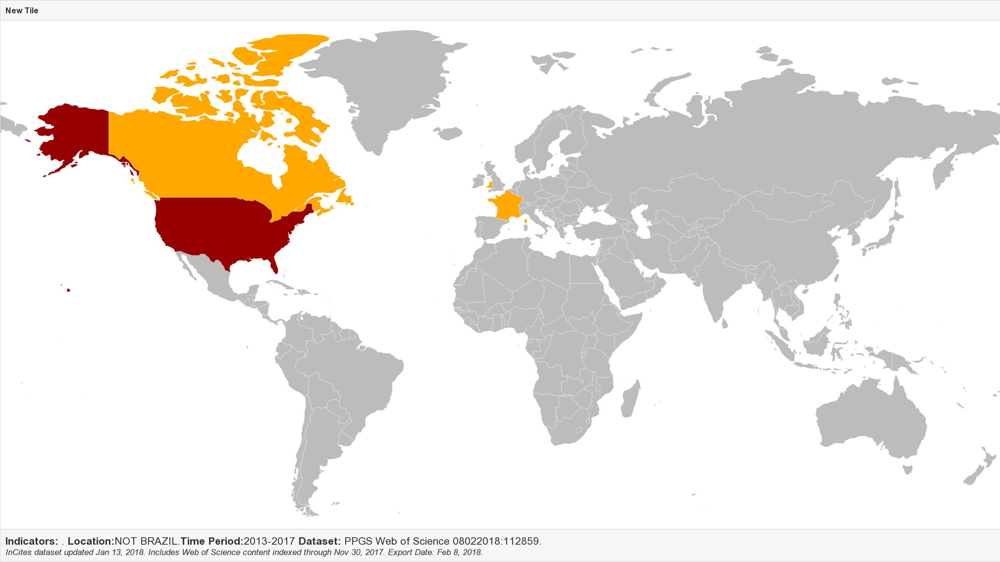 New Tile
Indicators: . Location:NOT BRAZIL.Time Period:2013-2017 Dataset: PPGS Web of Science 08022018:112859.
InCites dataset updated Jan 13, 2018. Includes Web of Science content indexed through Nov 30, 2017. Export Date: Feb 8, 2018.